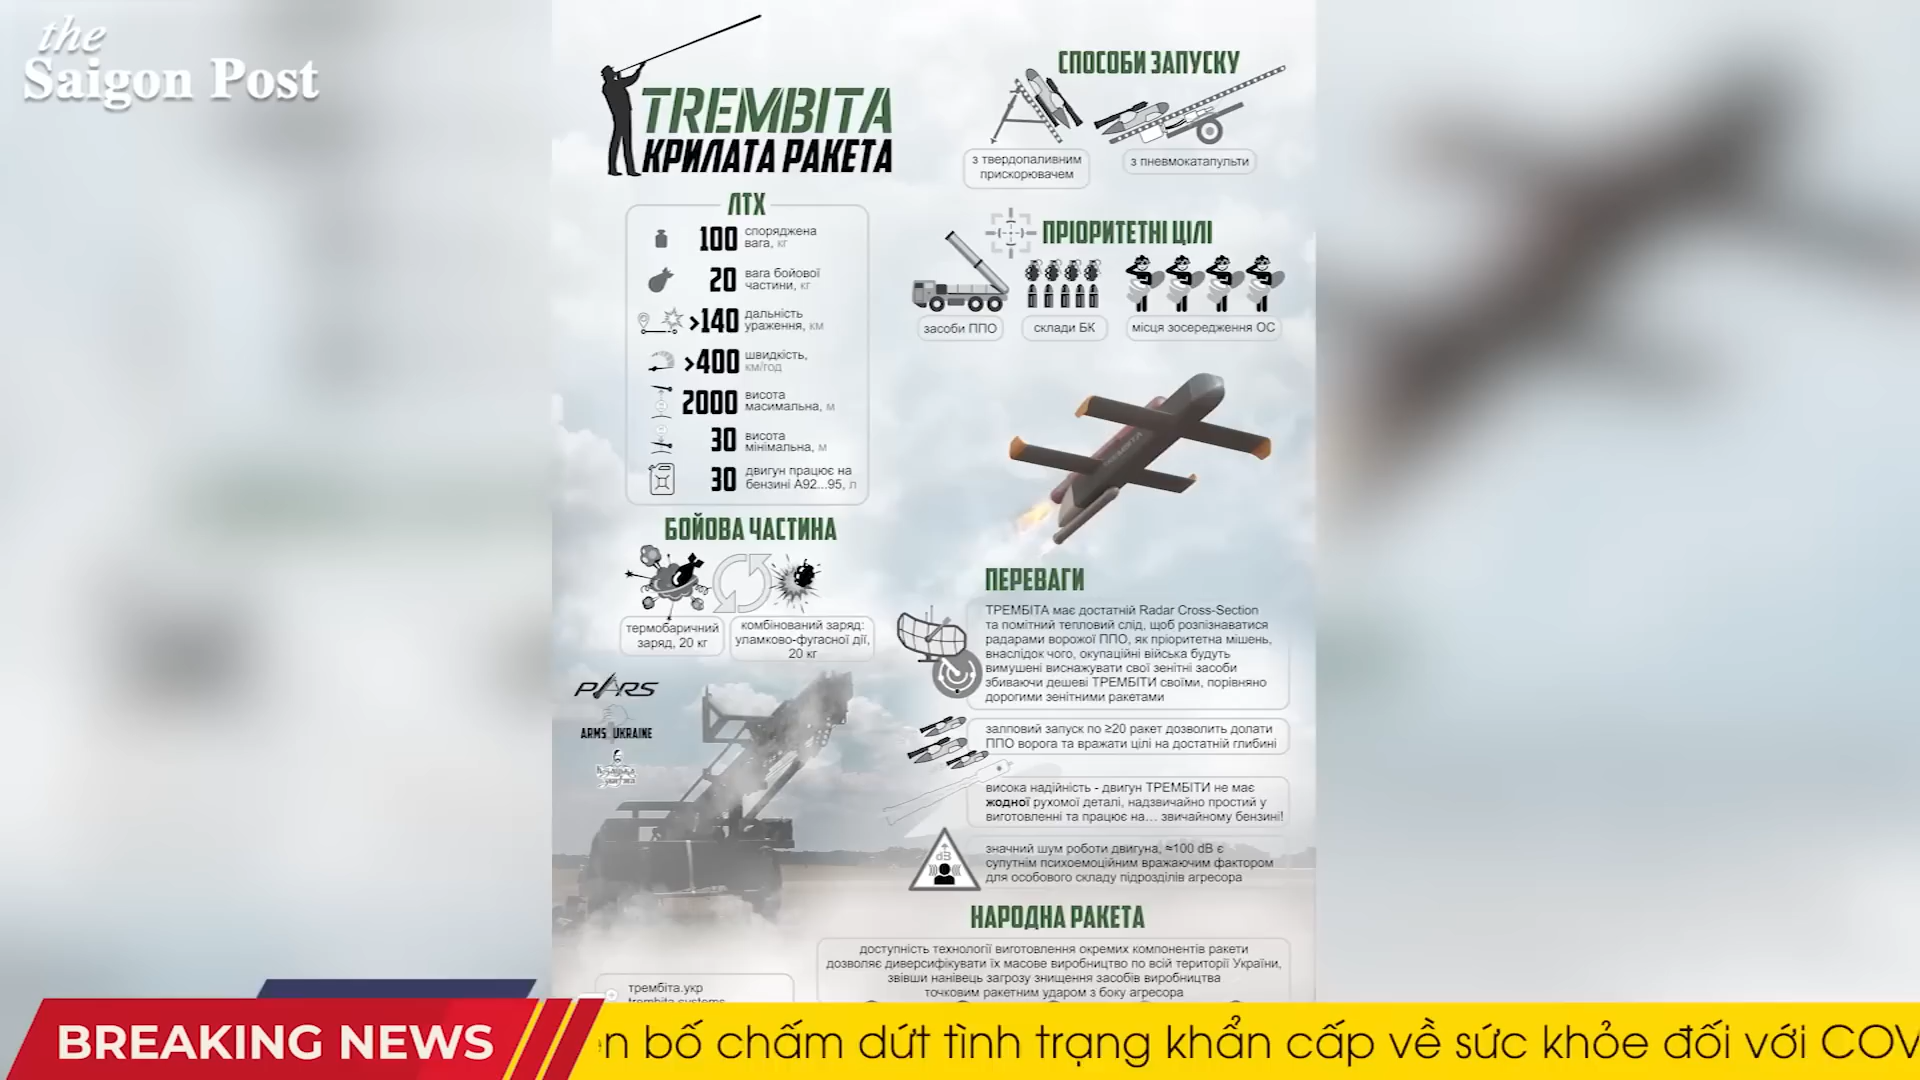 the
Saigon Post
TREMBITA
КРИЛАТА РАКЕТА
ЛТХ
100 споряджена
вага, кг
20 вага бойової
частини, кг
>140 дальність
ураження, км
>400 швидкість,
км/год
2000 висота
масимальна, м
30 висота
мінімальна, м
30 двигун працює на
бензині А92...95, л
БОЙОВА ЧАСТИНА
термобаричний
заряд, 20 кг
комбінований заряд:
уламково-фугасної дії,
20 кг
PARS
ARMS UKRAINE
СПОСОБИ ЗАПУСКУ
з твердопаливним
прискорювачем
з пневмокатапульти
ПРІОРИТЕТНІ ЦІЛІ
засоби ППО
склади БК
місця зосередження ОС
TREMBITA
ПЕРЕВАГИ
ТРЕМБІТА має достатній Radar Cross-Section
та помітний тепловий слід, щоб розпізнаватися
радарами ворожої ППО, як пріоритетна мішень,
внаслідок чого, окупаційні війська будуть
вимушені виснажувати свої зенітні засоби
збиваючи дешеві ТРЕМБІТИ своїми, порівняно
дорогими зенітними ракетами
залповий запуск по ≥20 ракет дозволить долати
ППО ворога та вражати цілі на достатній глибині
висока надійність - двигун ТРЕМБІТИ не має
жодної рухомої деталі, надзвичайно простий у
виготовленні та працює на... звичайному бензині!
dB
значний шум роботи двигуна, ≈100 dB є
супутнім психоемоційним вражаючим фактором
для особового складу підрозділів агресора
НАРОДНА РАКЕТА
доступність технології виготовлення окремих компонентів ракети
дозволяє диверсифікувати їх масове виробництво по всій території України,
звівши нанівець загрозу знищення засобів виробництва
точковим ракетним ударом з боку агресора
трембіта.укр
trembita.systems
BREAKING NEWS
n bố chấm dứt tình trạng khẩn cấp về sức khỏe đối với COV